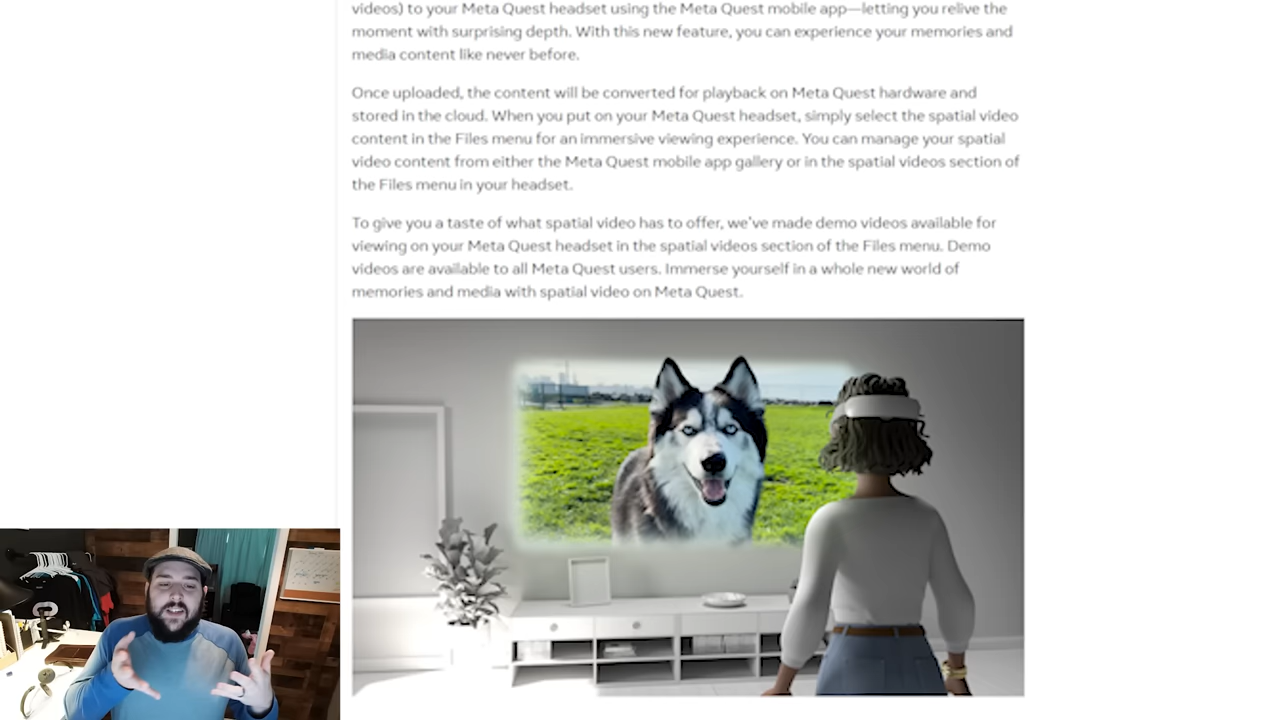 videos) to your Meta Quest headset using the Meta Quest mobile app—letting you relive the
moment with surprising depth. With this new feature, you can experience your memories and
media content like never before.
Once uploaded, the content will be converted for playback on Meta Quest hardware and
stored in the cloud. When you put on your Meta Quest headset, simply select the spatial video
content in the Files menu for an immersive viewing experience. You can manage your spatial
video content from either the Meta Quest mobile app gallery or in the spatial videos section of
the Files menu in your headset.
To give you a taste of what spatial video has to offer, we've made demo videos available for
viewing on your Meta Quest headset in the spatial videos section of the Files menu. Demo
videos are available to all Meta Quest users. Immerse yourself in a whole new world of
memories and media with spatial video on Meta Quest.